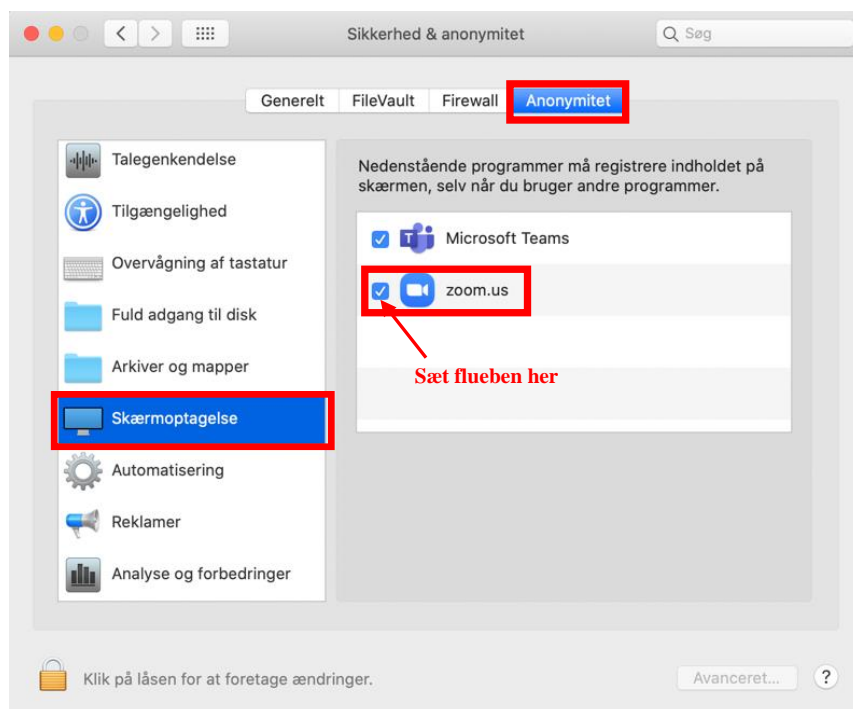 Sikkerhed & anonymitet
Søg
Generelt
FileVault
Firewall
Anonymitet
Talegenkendelse
Tilgængelighed
Overvågning af tastatur
Fuld adgang til disk
Arkiver og mapper
Skærmoptagelse
Automatisering
Reklamer
Analyse og forbedringer
Nedenstående programmer må registrere indholdet på
skærmen, selv når du bruger andre programmer.
Microsoft Teams
zoom.us
Sæt flueben her
Klik på låsen for at foretage ændringer.
Avanceret...
?